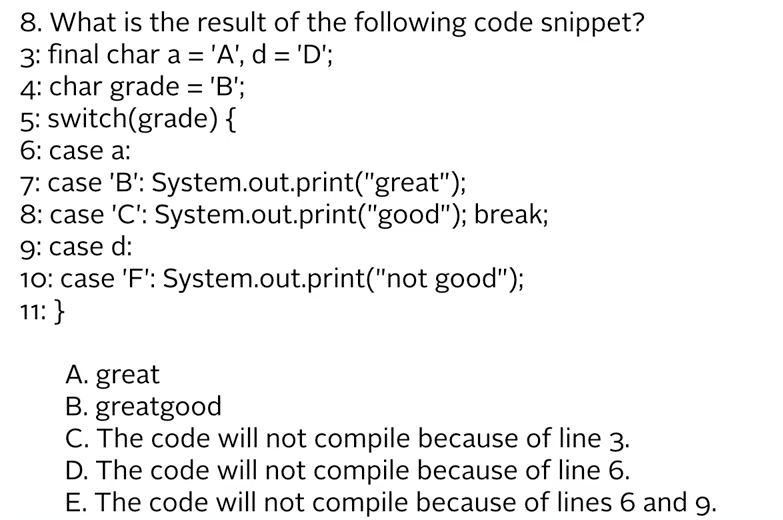 8. What is the result of the following code snippet?
3: final char a = 'A', d = 'D';
4: char grade = 'B';
5: switch(grade) {
6: case a:
7: case 'B': System.out.print("great");
8: case 'C': System.out.print("good"); break;
9: case d:
10: case 'F': System.out.print("not good");
11: }
A. great
B. greatgood
C. The code will not compile because of line 3.
D. The code will not compile because of line 6.
E. The code will not compile because of lines 6 and 9.